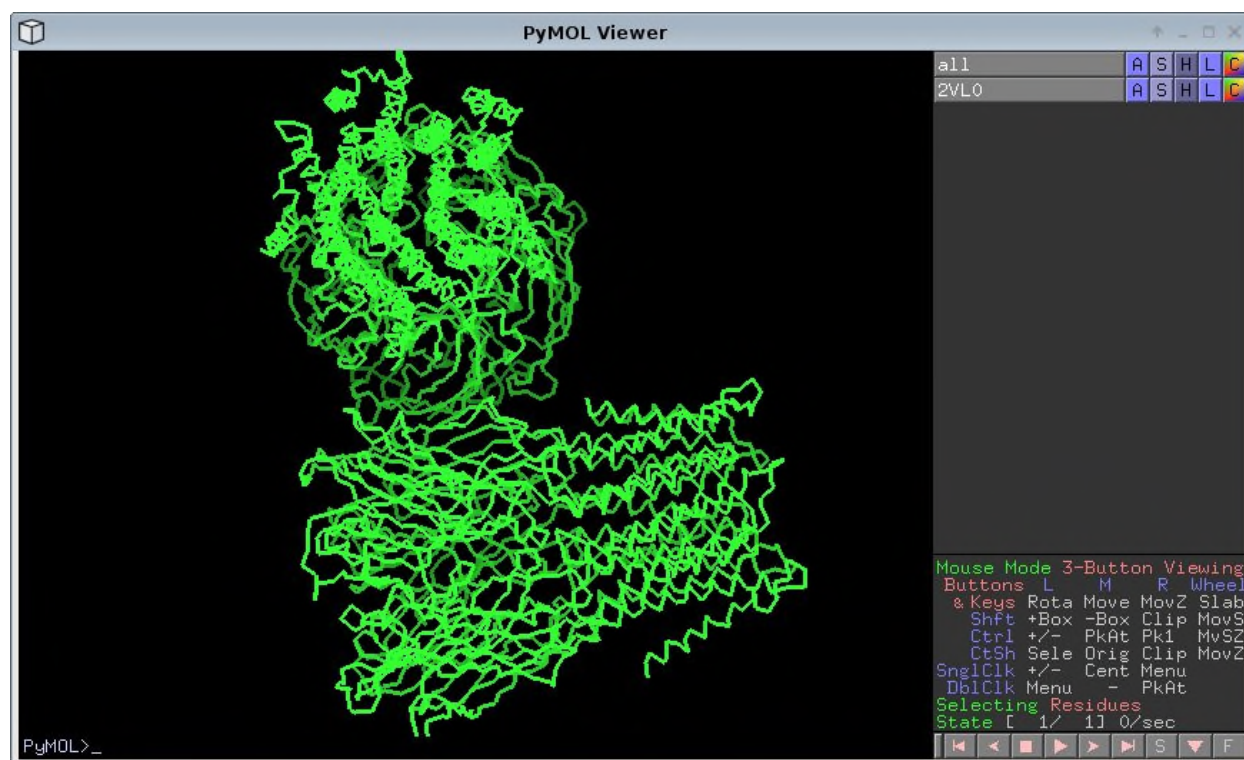 PyMOL Viewer
all A S H L C
2VL0 A S H L C
Mouse Mode 3-Button Viewing
Buttons L M R Wheel
& Keys Rota Move MovZ Slab
Shft +Box -Box Clip MovS
Ctrl +/- PkAt Pk1 MvSZ
CtSh Sele Orig Clip MovZ
SnglClk +/- Cent Menu
DblClk Menu - PkAt
Selecting Residues
State [ 1/ 1] 0/sec
S F
PyMOL>_